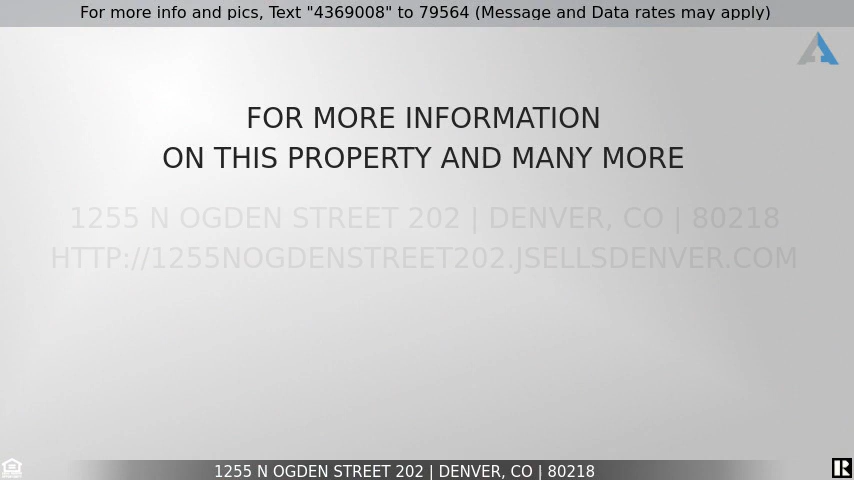 For more info and pics, Text "4369008" to 79564 (Message and Data rates may apply)
FOR MORE INFORMATION
ON THIS PROPERTY AND MANY MORE
1255 N OGDEN STREET 202 | DENVER, CO | 80218
HTTP://1255NOGDENSTREET202.JSELLSDENVER.COM
1255 N OGDEN STREET 202 | DENVER, CO | 80218